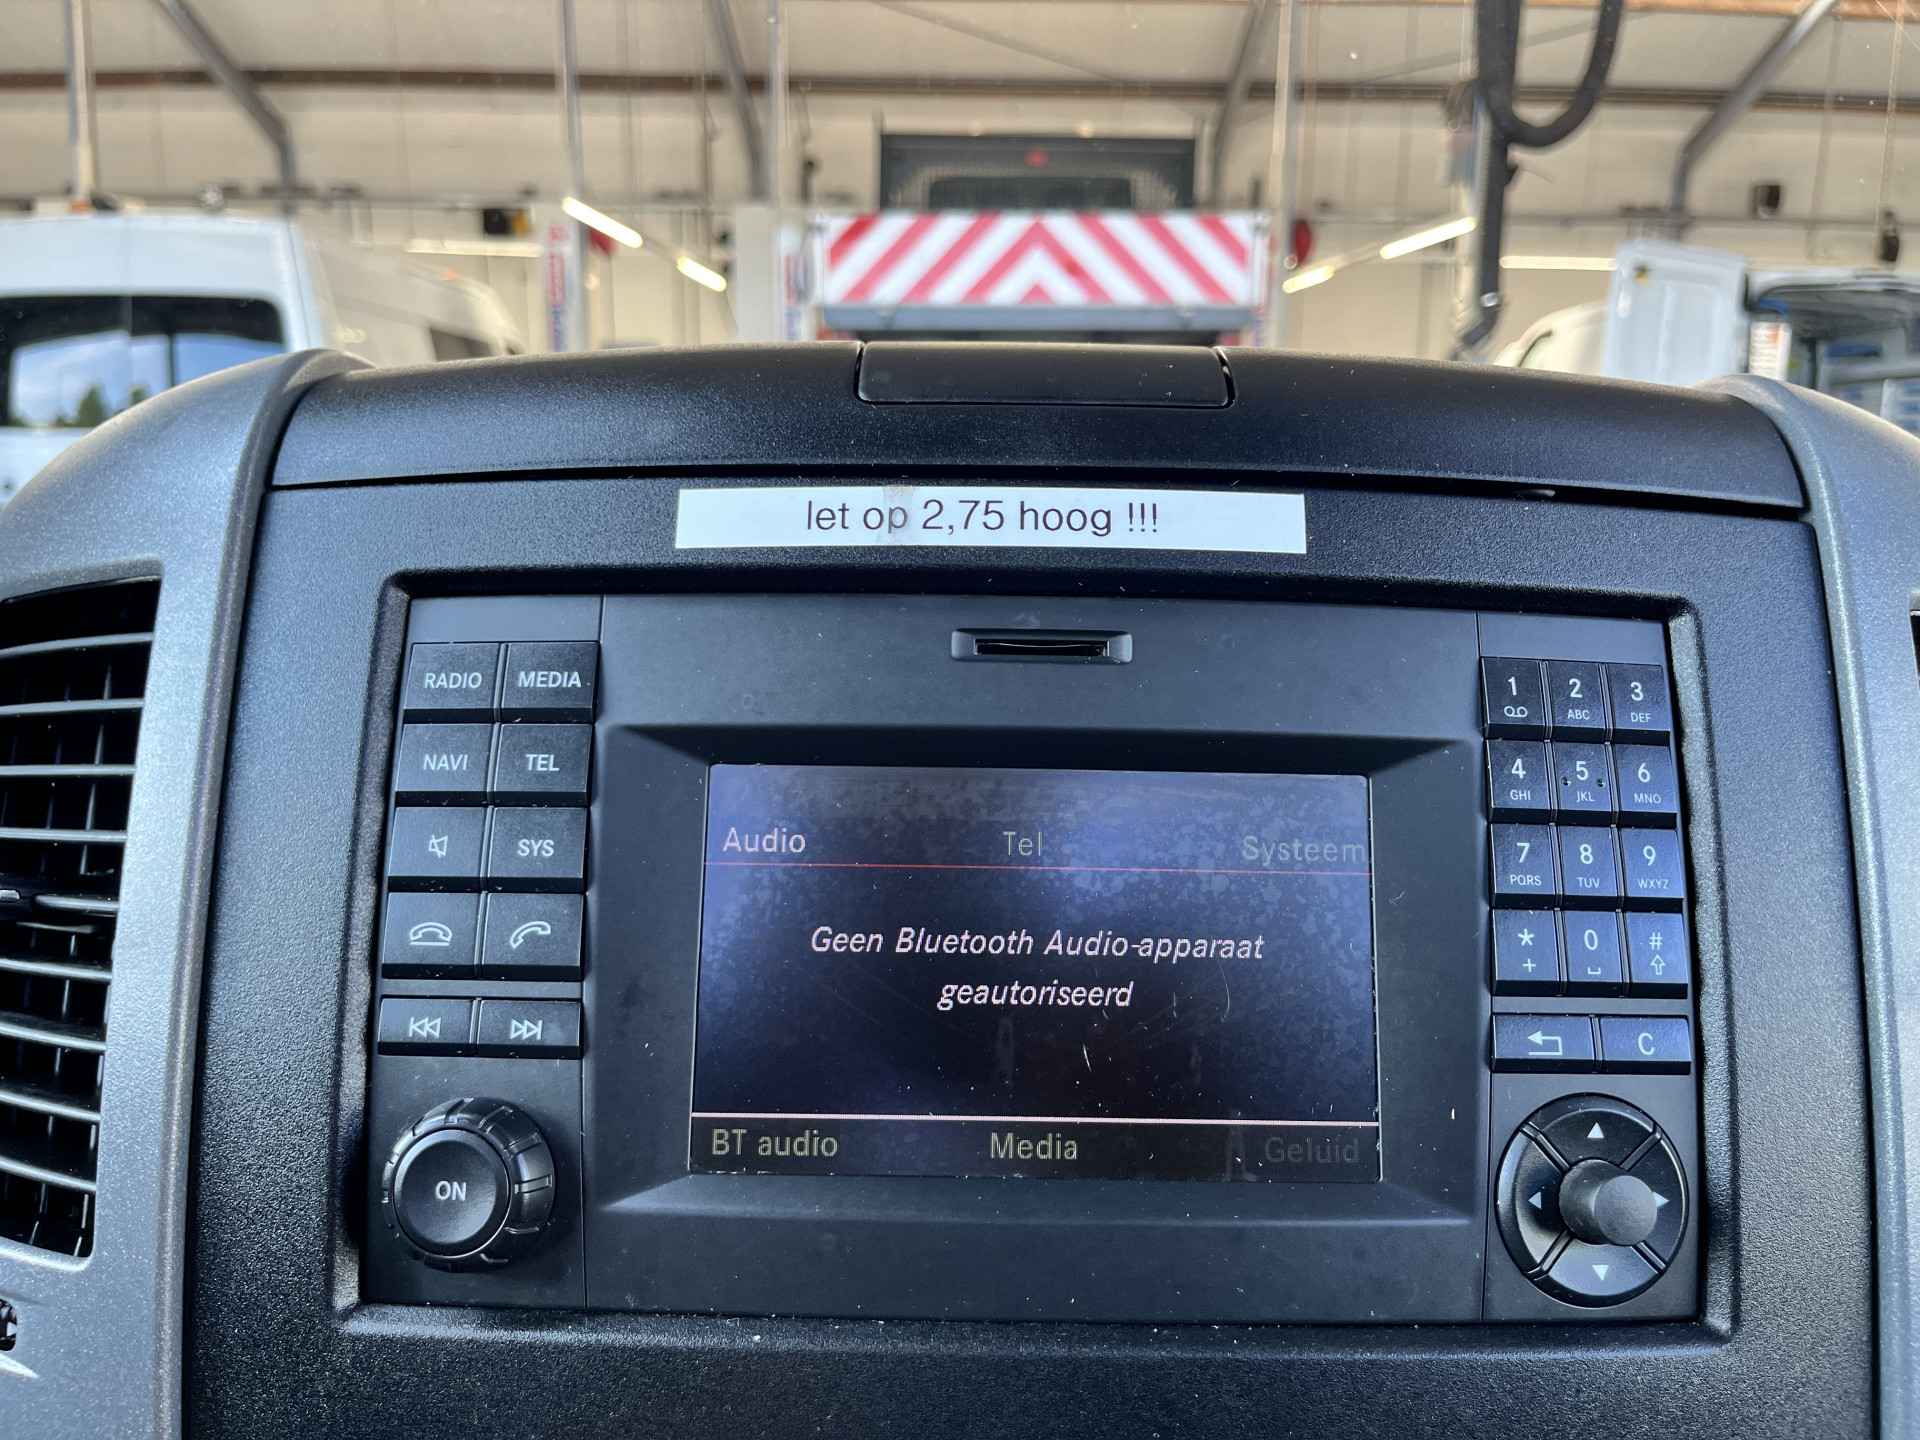 let op 2,75 hoog !!!
RADIO MEDIA
NAVI TEL
SYS
ON
Audio Tel Systeem
Geen Bluetooth Audio-apparaat
geautoriseerd
BT audio Media Geluid
1 2 3
ABC DEF
4 5 6
GHI JKL MNO
7 8 9
PQRS TUV WXYZ
* 0 #
+
C